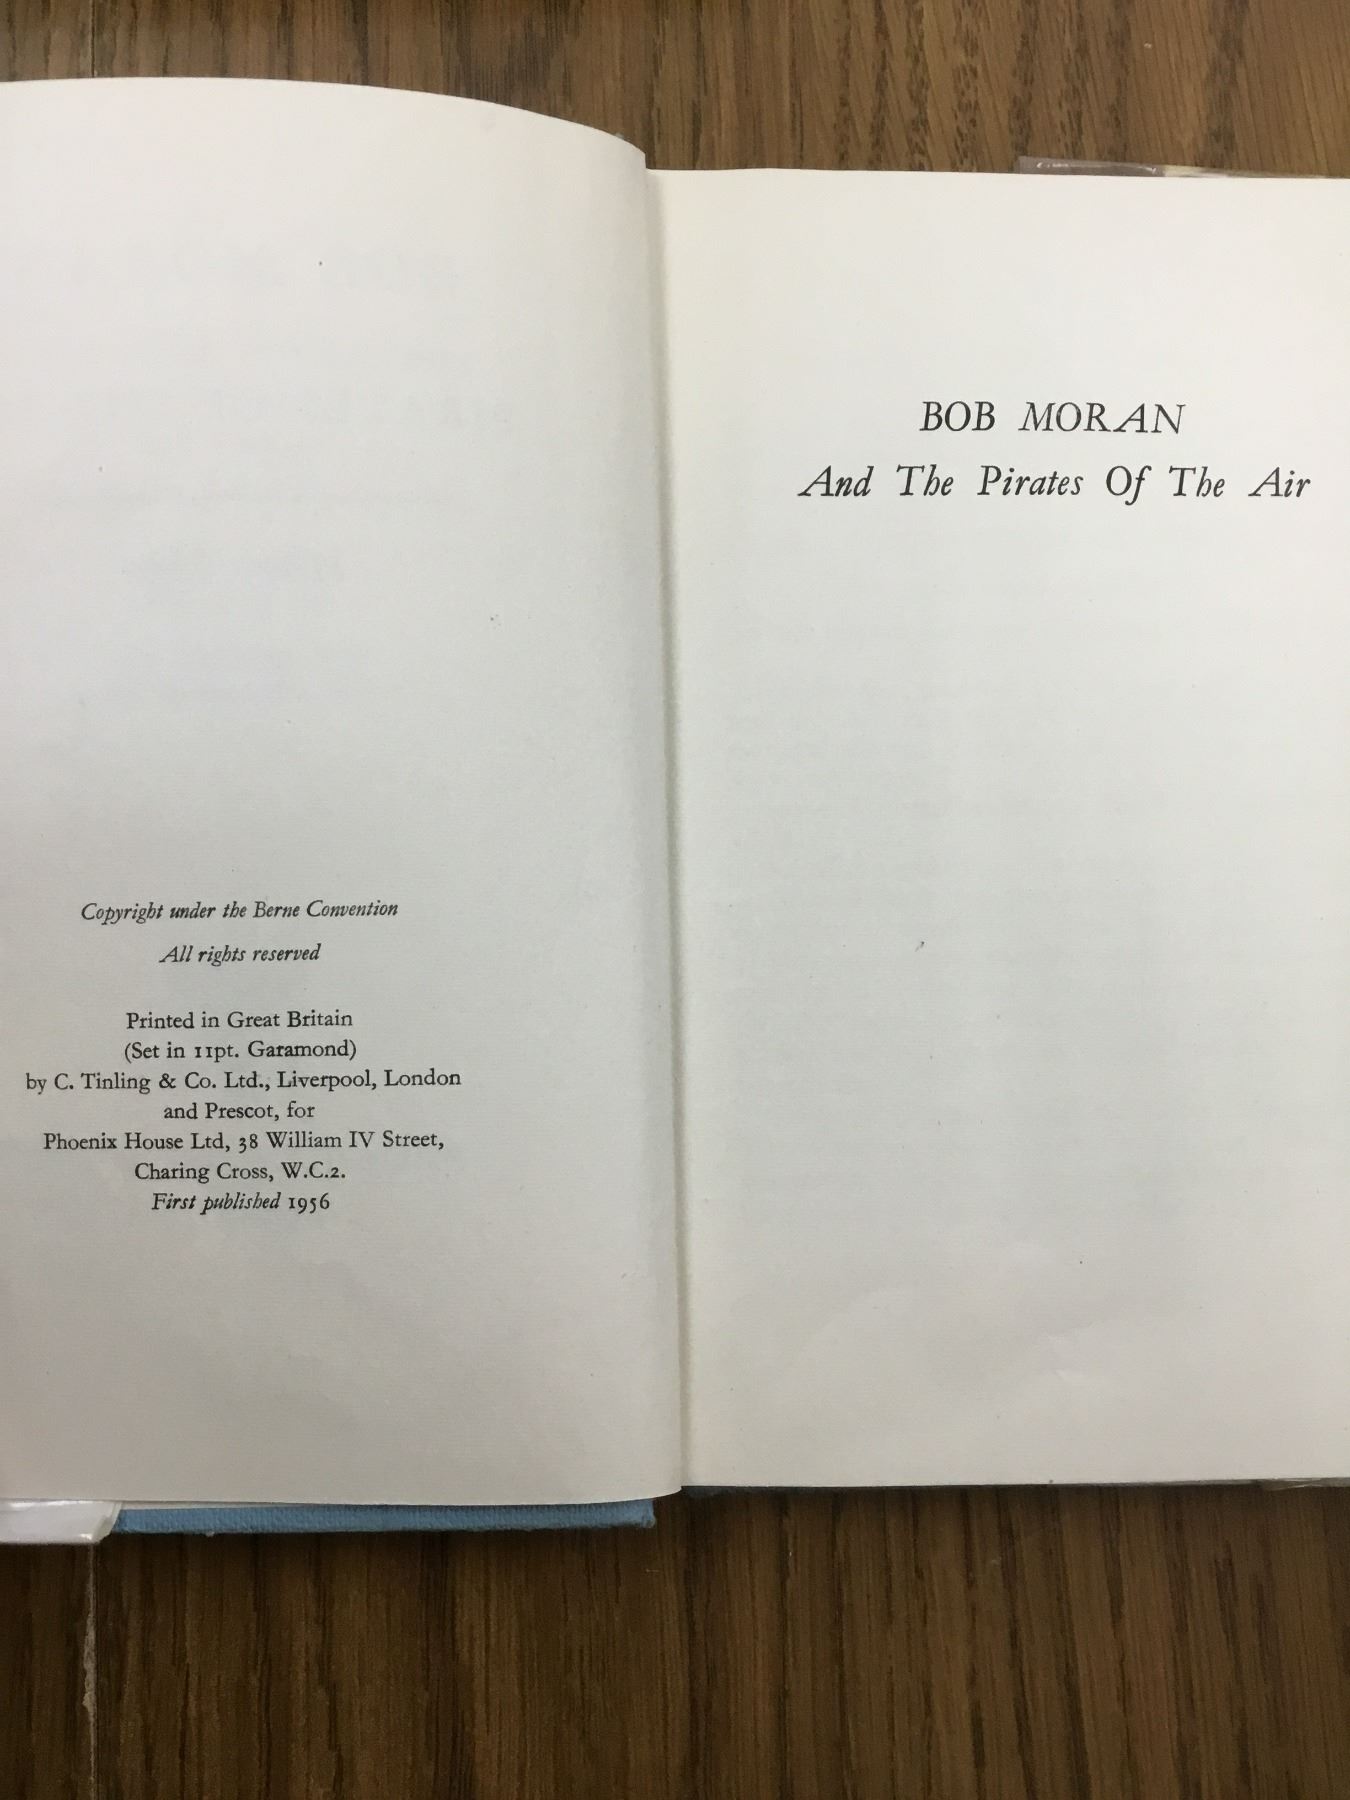 Copyright under the Berne Convention
All rights reserved
Printed in Great Britain
(Set in 11pt. Garamond)
by C. Tinling & Co. Ltd., Liverpool, London
and Prescot, for
Phoenix House Ltd, 38 William IV Street,
Charing Cross, W.C.2.
First published 1956
BOB MORAN
And The Pirates Of The Air